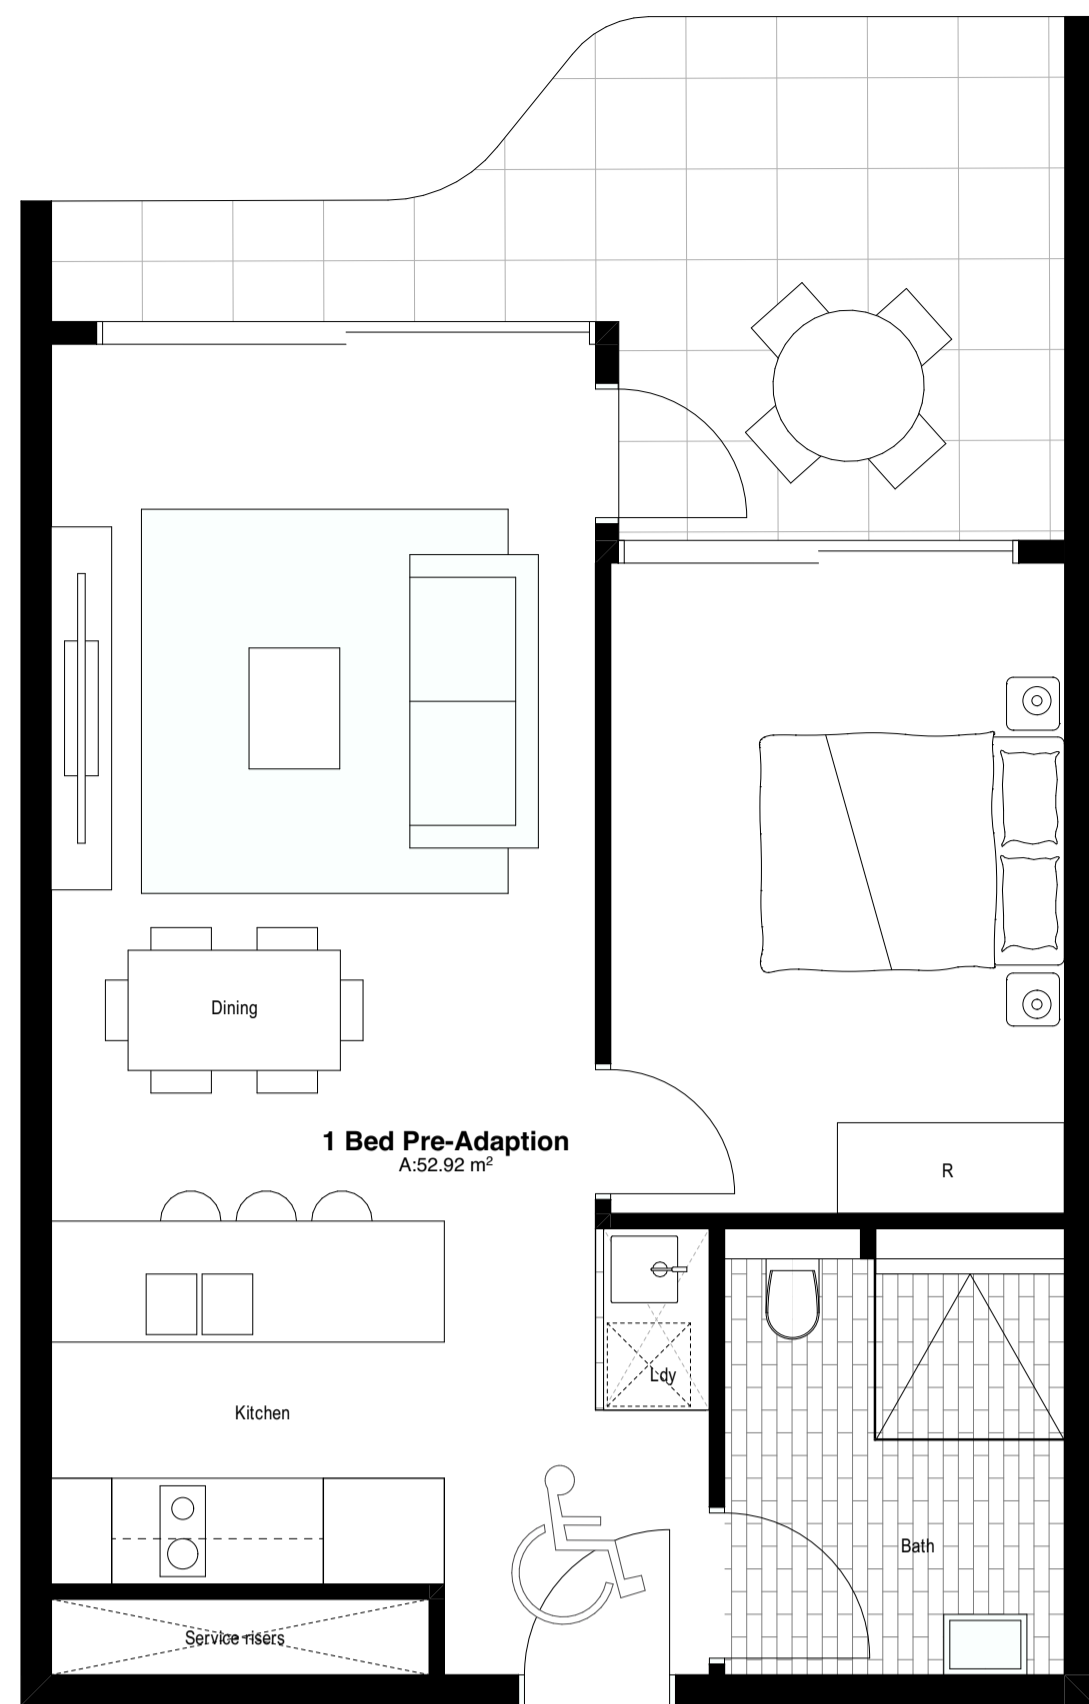 Dining
1 Bed Pre-Adaption
A:52.92 m²
R
Ldy
Kitchen
Bath
Service risers